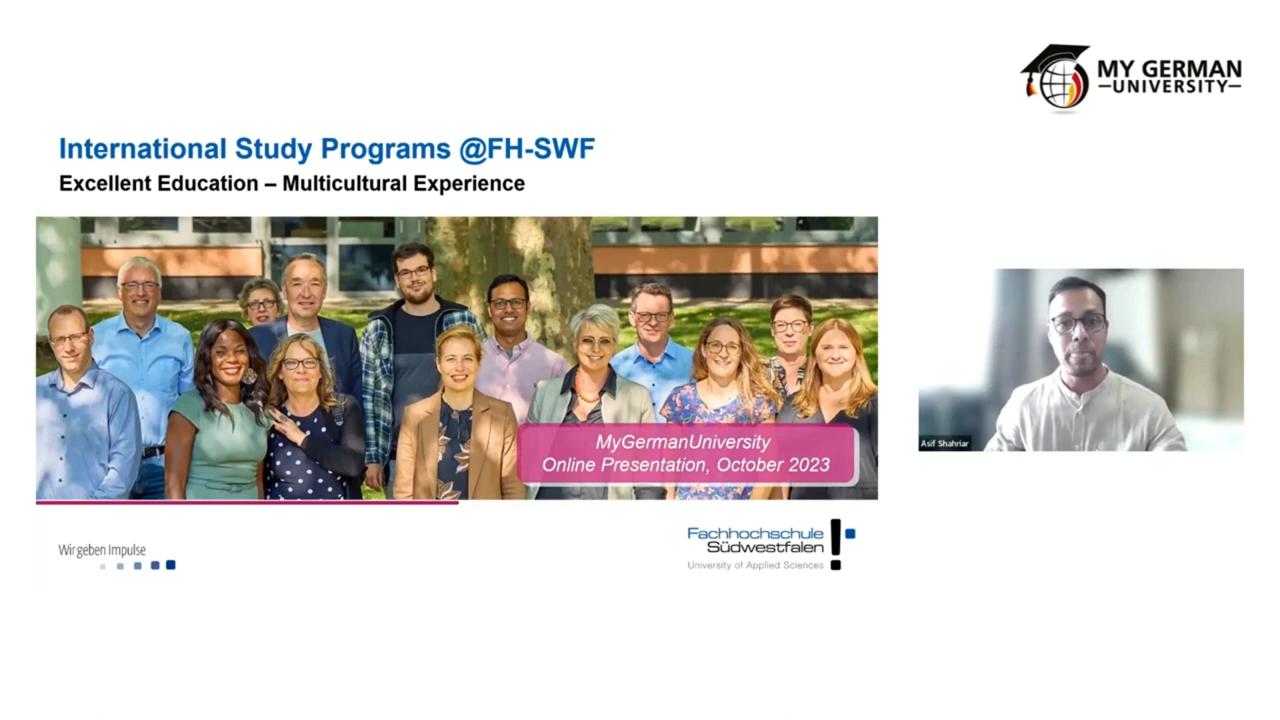 MY GERMAN
UNIVERSITY
International Study Programs @FH-SWF
Excellent Education – Multicultural Experience
MyGermanUniversity
Online Presentation, October 2023
Asif Shahriar
Wir geben Impulse
Fachhochschule
Südwestfalen
University of Applied Sciences